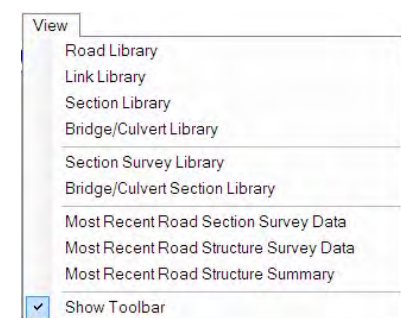 View
Road Library
Link Library
Section Library
Bridge/Culvert Library
Section Survey Library
Bridge/Culvert Section Library
Most Recent Road Section Survey Data
Most Recent Road Structure Survey Data
Most Recent Road Structure Summary
Show Toolbar